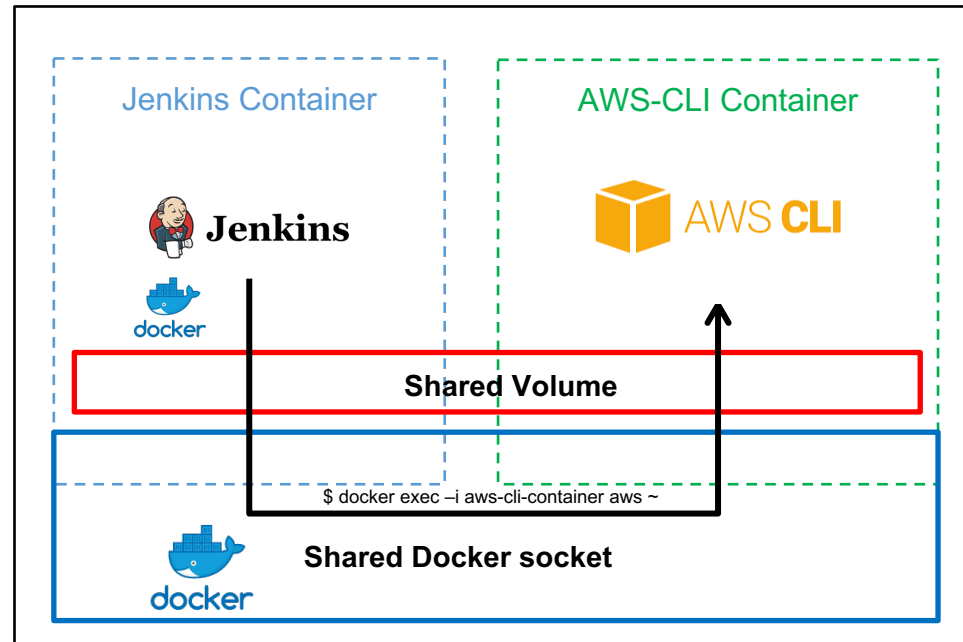 Jenkins Container
AWS-CLI Container
Jenkins
AWS CLI
docker
Shared Volume
$ docker exec –i aws-cli-container aws ~
Shared Docker socket
docker